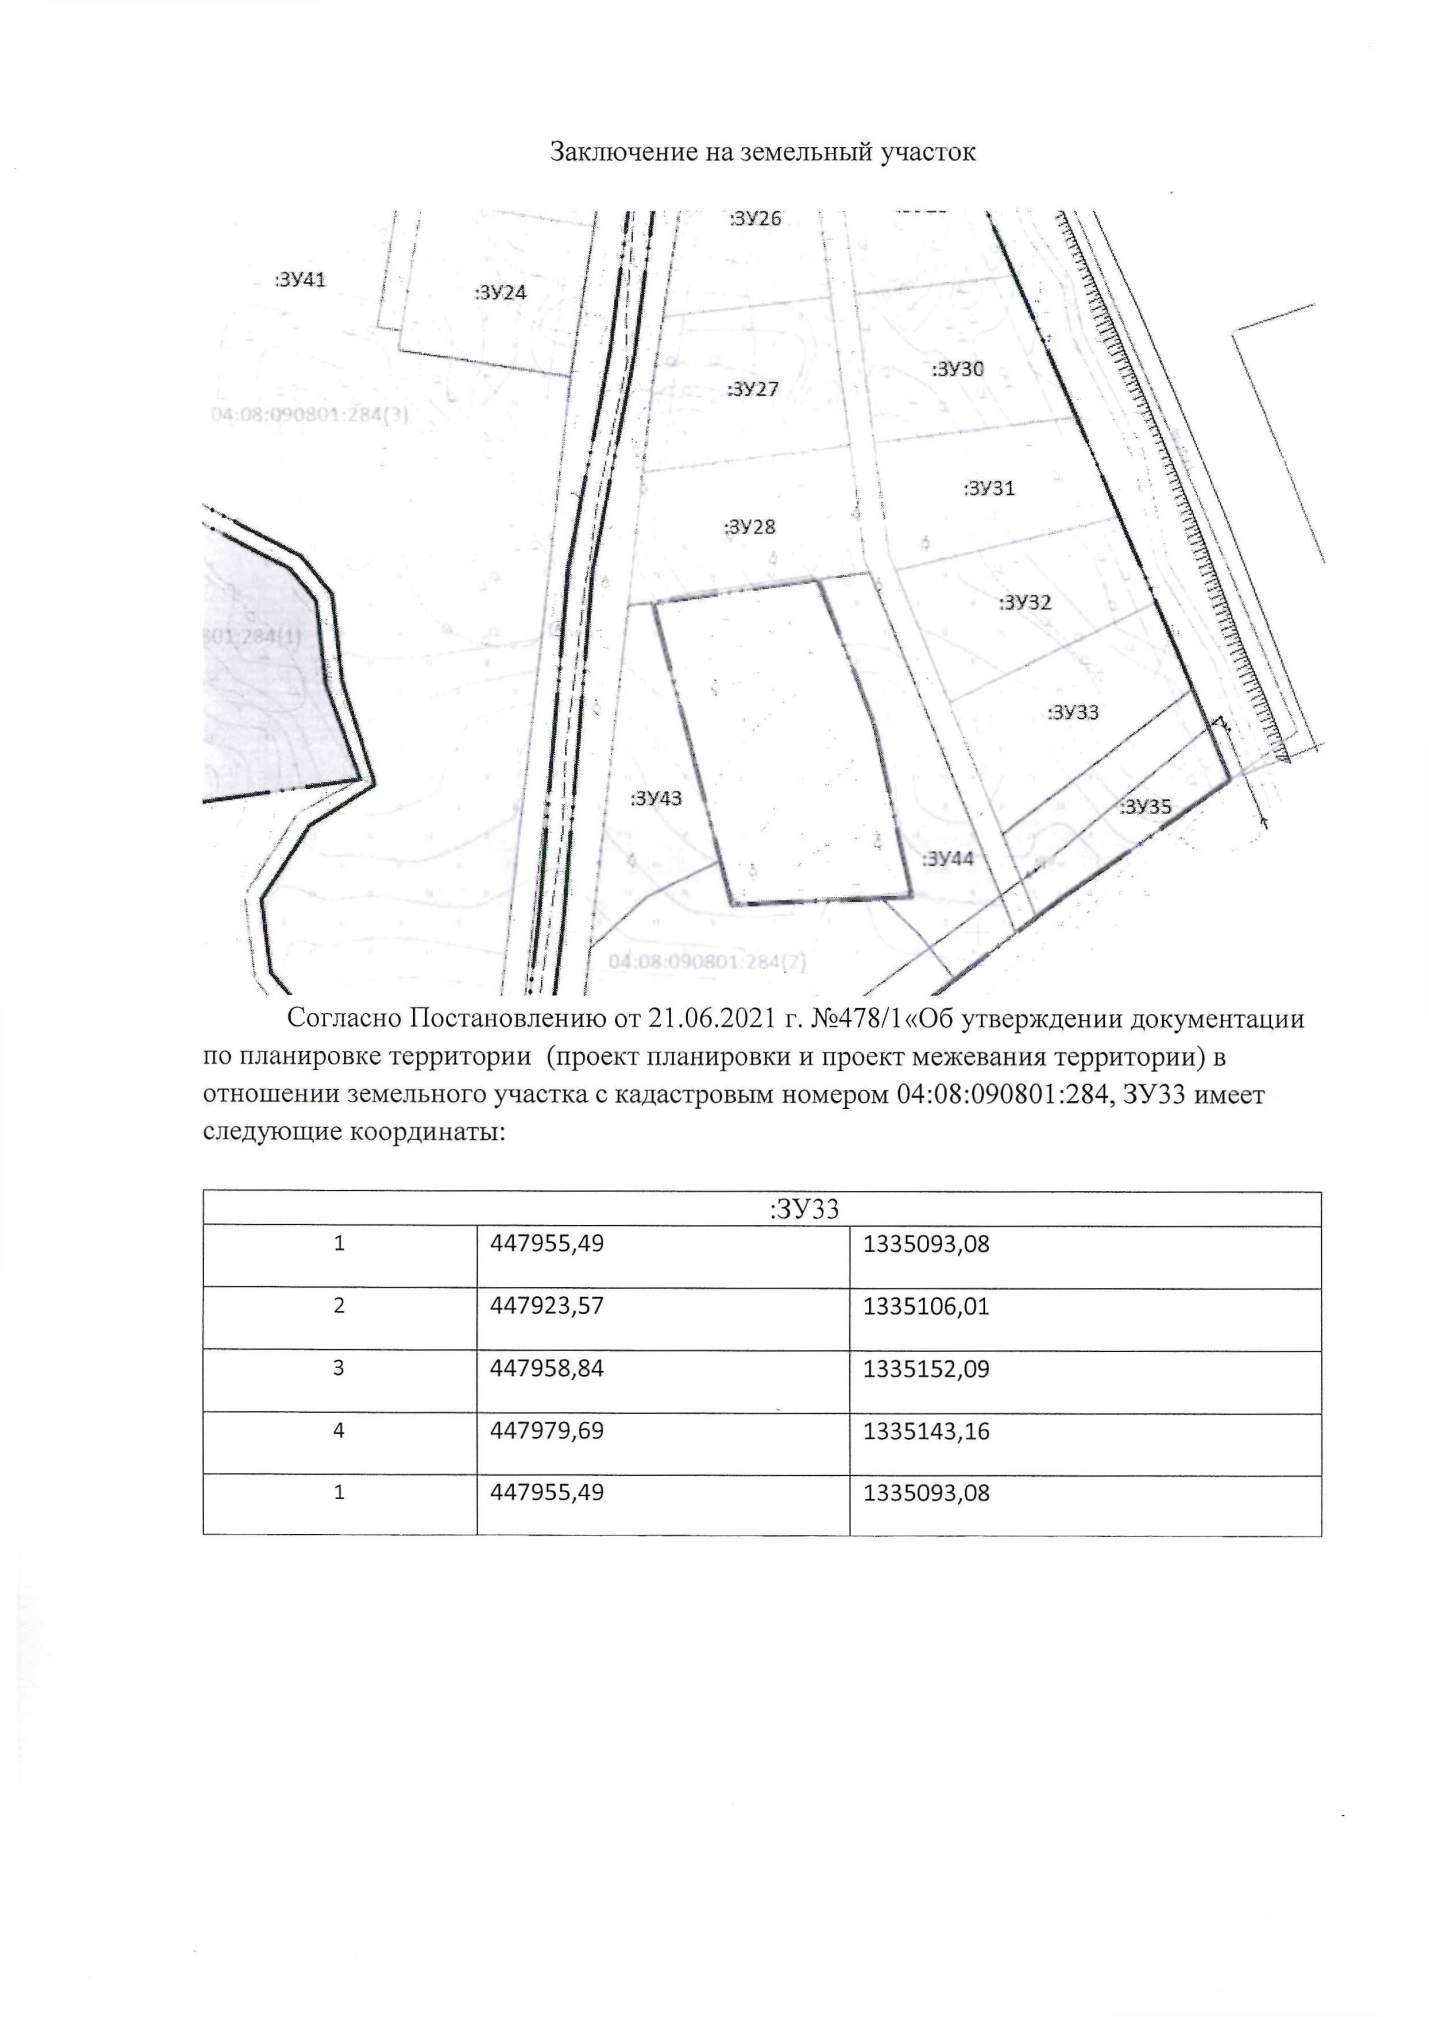 Заключение на земельный участок
:ЗУ26
:ЗУ41
:ЗУ24
:ЗУ27
:ЗУ30
04:08:090801:284(3)
:ЗУ31
:ЗУ28
:ЗУ32
801:284(1)
:ЗУ33
:ЗУ43
:ЗУ35
:ЗУ44
04:08:090801:284(2)
Согласно Постановлению от 21.06.2021 г. №478/1«Об утверждении документации
по планировке территории (проект планировки и проект межевания территории) в
отношении земельного участка с кадастровым номером 04:08:090801:284, ЗУ33 имеет
следующие координаты:
:ЗУ33
1 447955,49 1335093,08
2 447923,57 1335106,01
3 447958,84 1335152,09
4 447979,69 1335143,16
1 447955,49 1335093,08